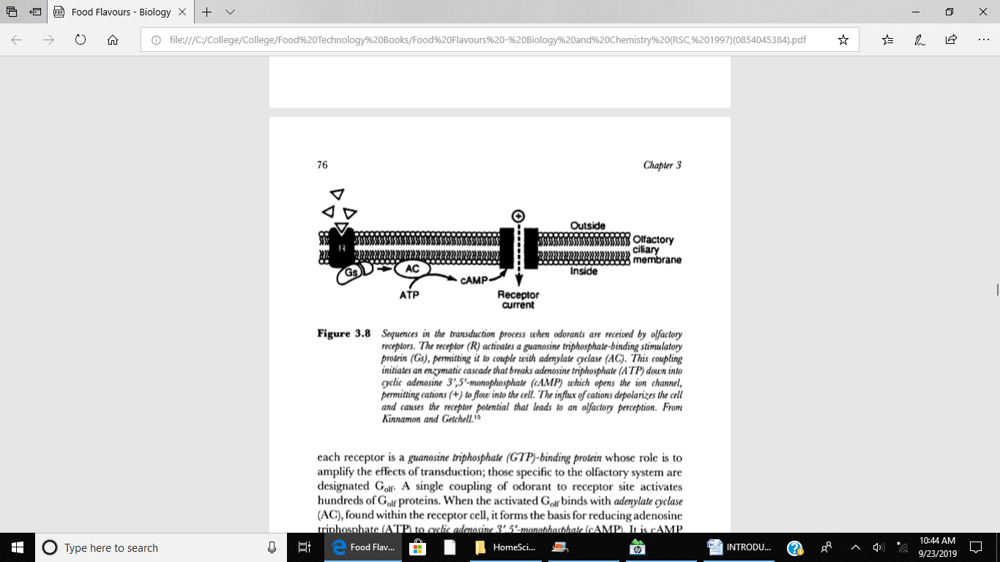 Food Flavours - Biology
file:///C:/College/College/Food%20Technology%20Books/Food%20Flavours%20-%20Biology%20and%20Chemistry%20(RSC,%201997)(0854045384).pdf
76 Chapter 3
Outside
R
Olfactory
ciliary
membrane
Gs
AC
Inside
cAMP
ATP
Receptor
current
Figure 3.8 Sequences in the transduction process when odorants are received by olfactory
receptors. The receptor (R) activates a guanosine triphosphate-binding stimulatory
protein (Gs), permitting it to couple with adenylate cyclase (AC). This coupling
initiates an enzymatic cascade that breaks adenosine triphosphate (ATP) down into
cyclic adenosine 3',5'-monophosphate (cAMP) which opens the ion channel,
permitting cations (+) to flow into the cell. The influx of cations depolarizes the cell
and causes the receptor potential that leads to an olfactory perception. From
Kinnamon and Getchell.15
each receptor is a guanosine triphosphate (GTP)-binding protein whose role is to
amplify the effects of transduction; those specific to the olfactory system are
designated Golf. A single coupling of odorant to receptor site activates
hundreds of Golf proteins. When the activated Golf binds with adenylate cyclase
(AC), found within the receptor cell, it forms the basis for reducing adenosine
triphosphate (ATP) to cyclic adenosine 3',5'-monophosphate (cAMP). It is cAMP
Type here to search
Food Flav...
HomeSci...
INTRODU...
10:44 AM
9/23/2019